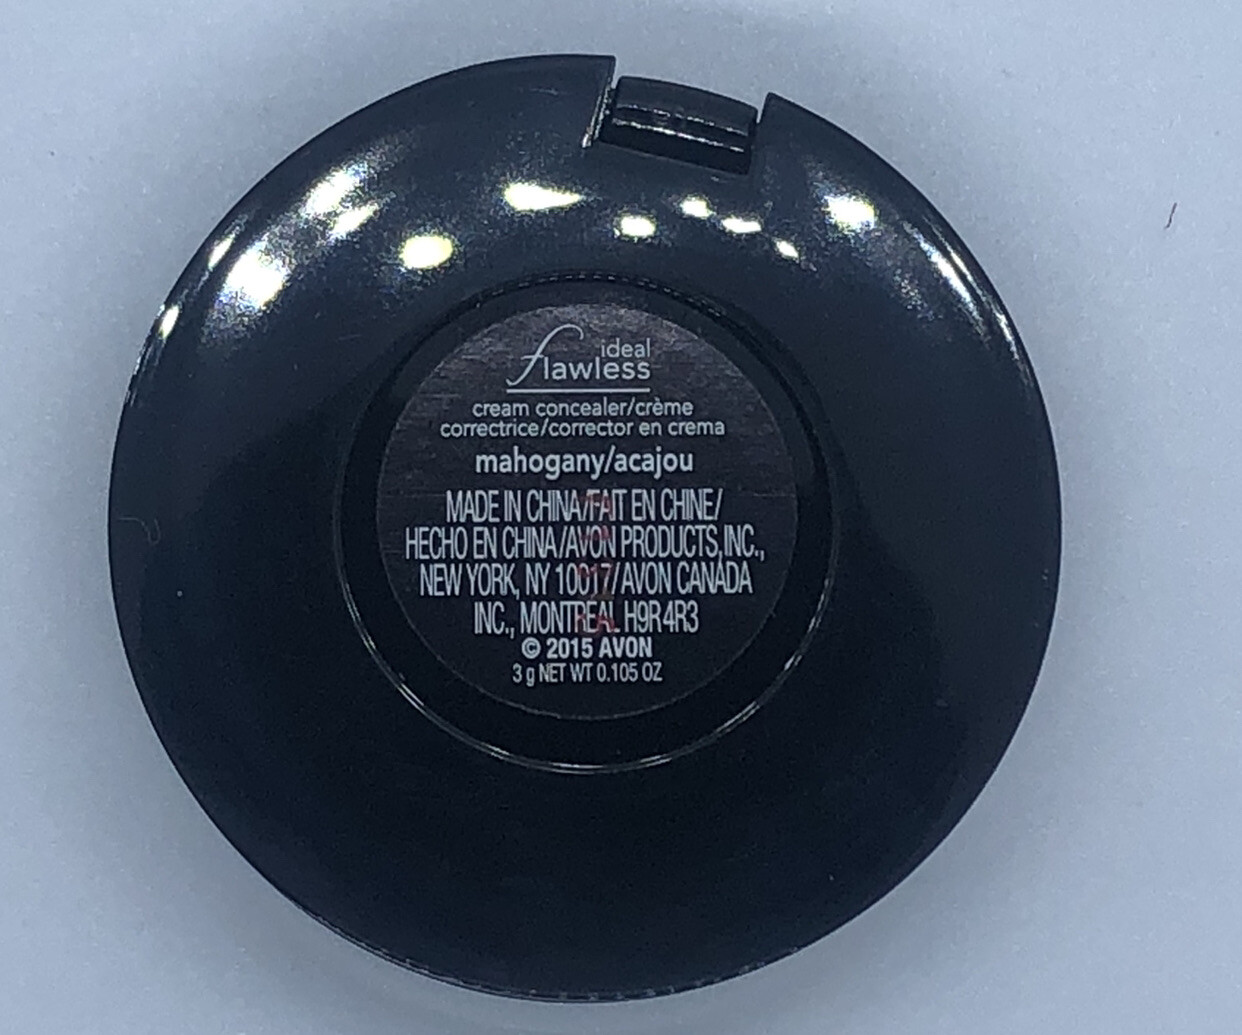 ideal
flawless
cream concealer/crème
correctrice/corrector en crema
mahogany/acajou
MADE IN CHINA/FAIT EN CHINE/
HECHO EN CHINA/AVON PRODUCTS, INC.,
NEW YORK, NY 10017/AVON CANADA
INC., MONTREAL H9R 4R3
© 2015 AVON
3 g NET WT 0.105 OZ